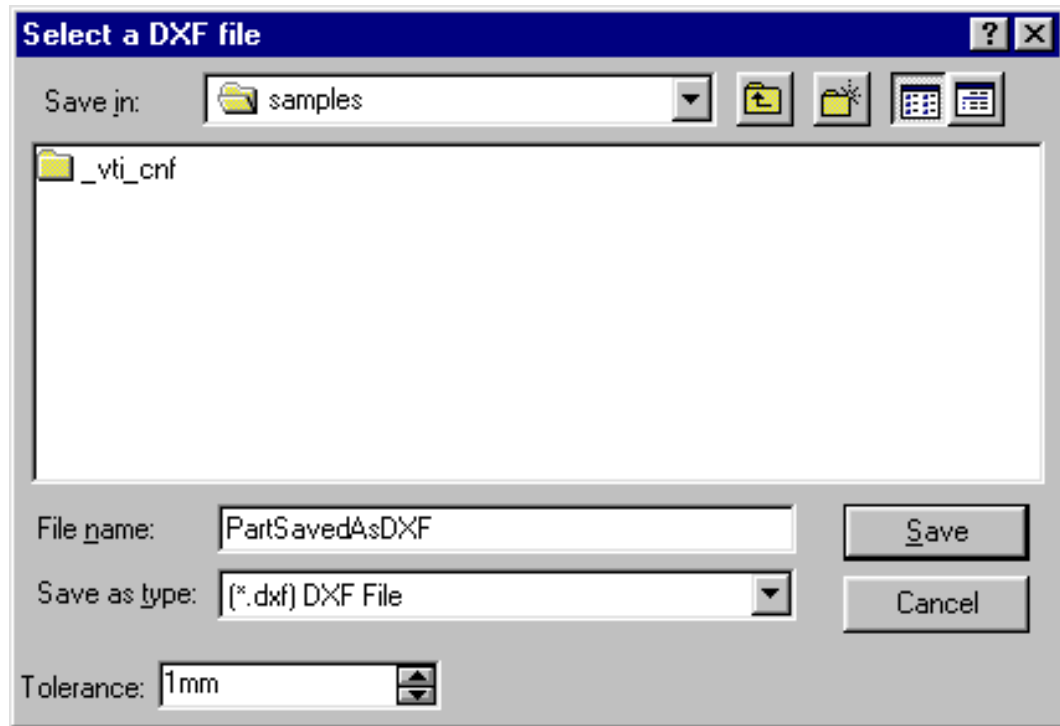 Select a DXF file
Save in: samples
_vti_cnf
File name: PartSavedAsDXF Save
Save as type: (*.dxf) DXF File Cancel
Tolerance: 1mm